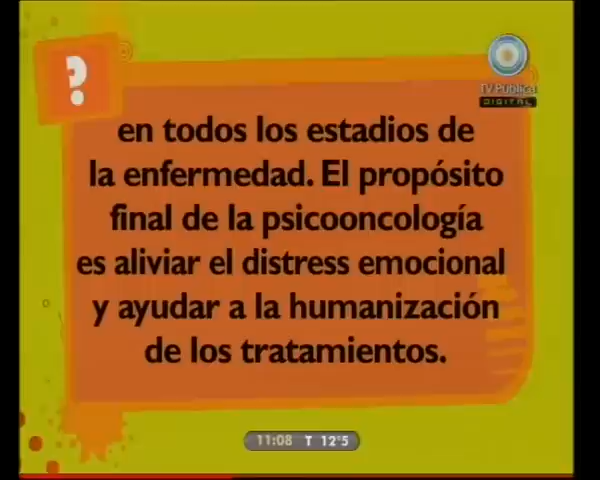 ?
TV Pública
DIGITAL
en todos los estadios de
la enfermedad. El propósito
final de la psicooncología
es aliviar el distress emocional
y ayudar a la humanización
de los tratamientos.
11:08 T 12°5